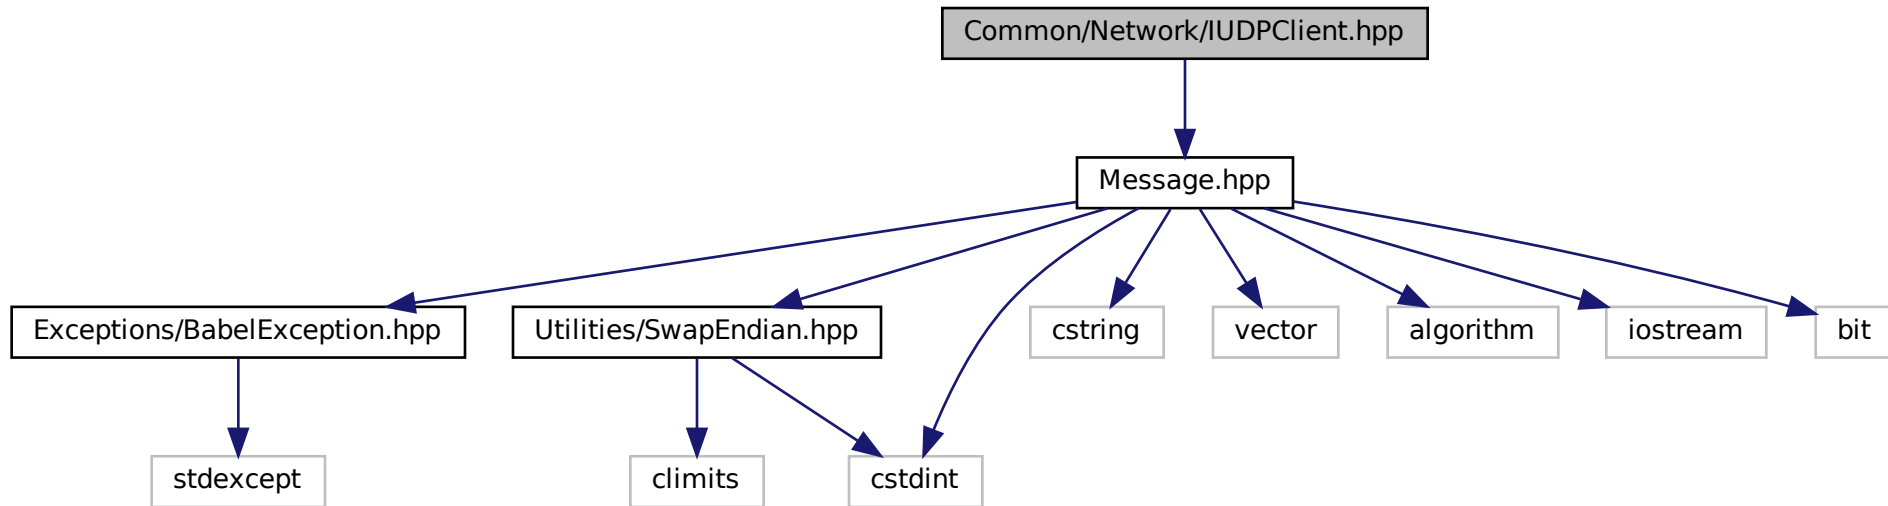 Common/Network/IUDPClient.hpp
Message.hpp
Exceptions/BabelException.hpp
Utilities/SwapEndian.hpp
cstring
vector
algorithm
iostream
bit
stdexcept
climits
cstdint